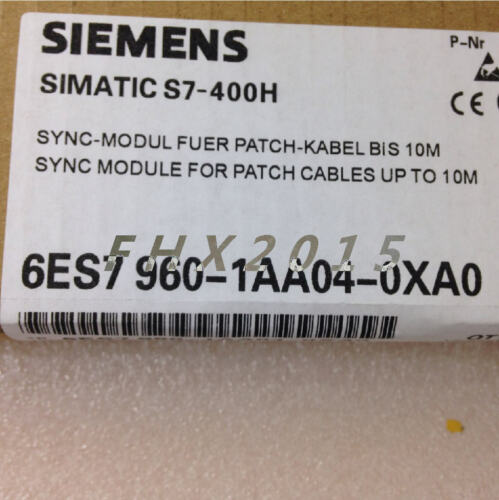 SIEMENS
P-Nr
SIMATIC S7-400H
CE
SYNC-MODUL FUER PATCH-KABEL BiS 10M
SYNC MODULE FOR PATCH CABLES UP TO 10M
FHX2015
6ES7 960-1AA04-0XA0